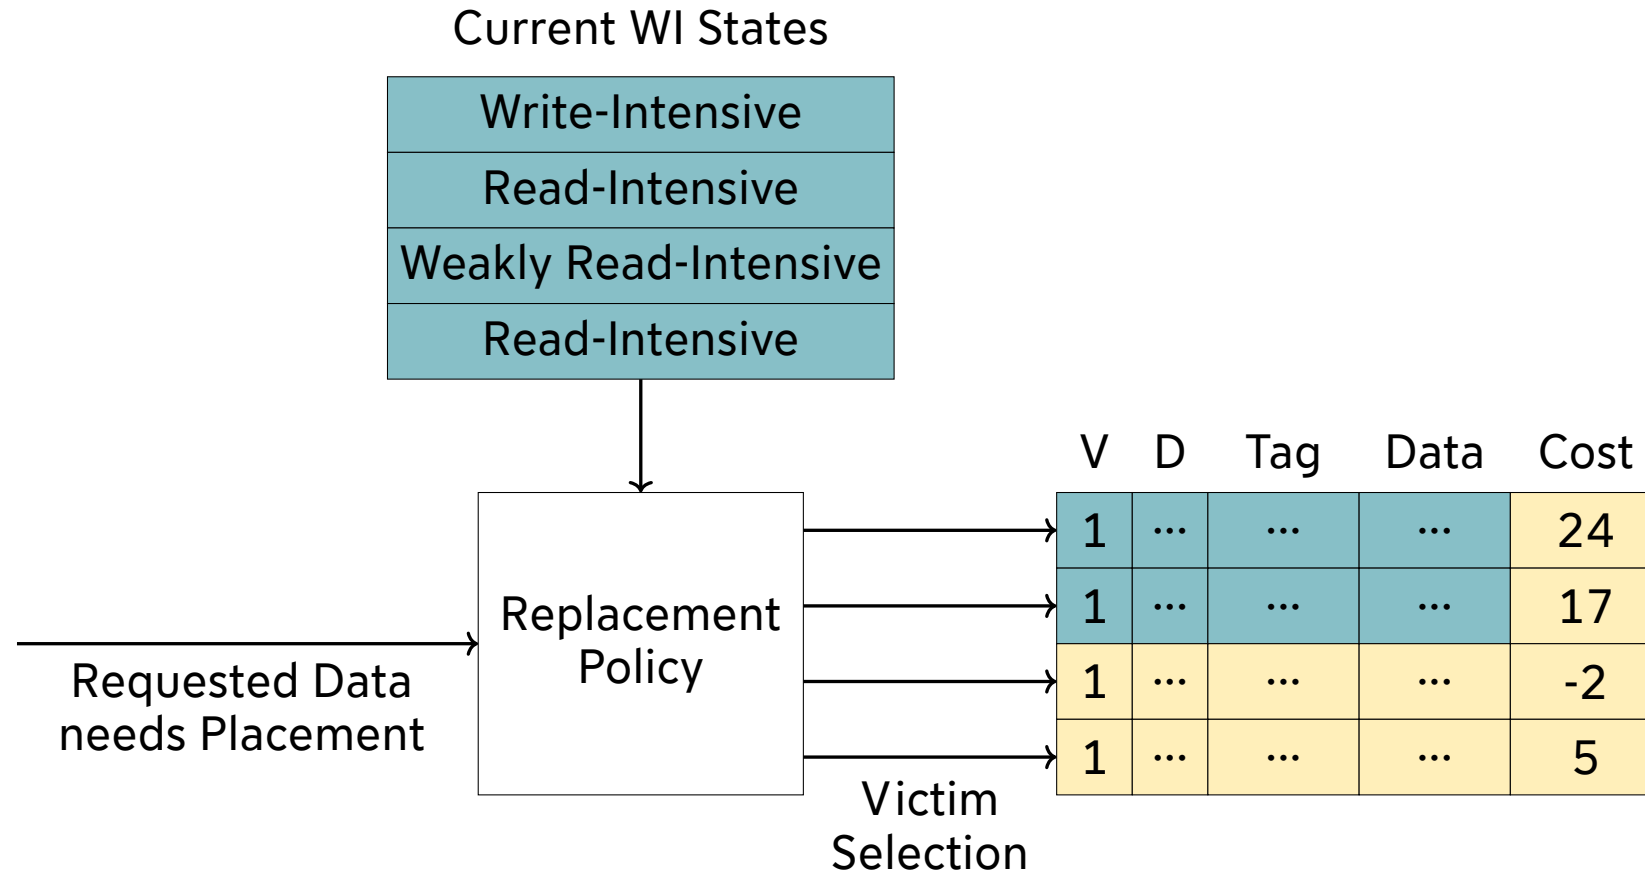 Current WI States
Write-Intensive
Read-Intensive
Weakly Read-Intensive
Read-Intensive
V D Tag Data Cost
1 ... ... ... 24
1 ... ... ... 17
1 ... ... ... -2
1 ... ... ... 5
Replacement
Policy
Requested Data
needs Placement
Victim
Selection